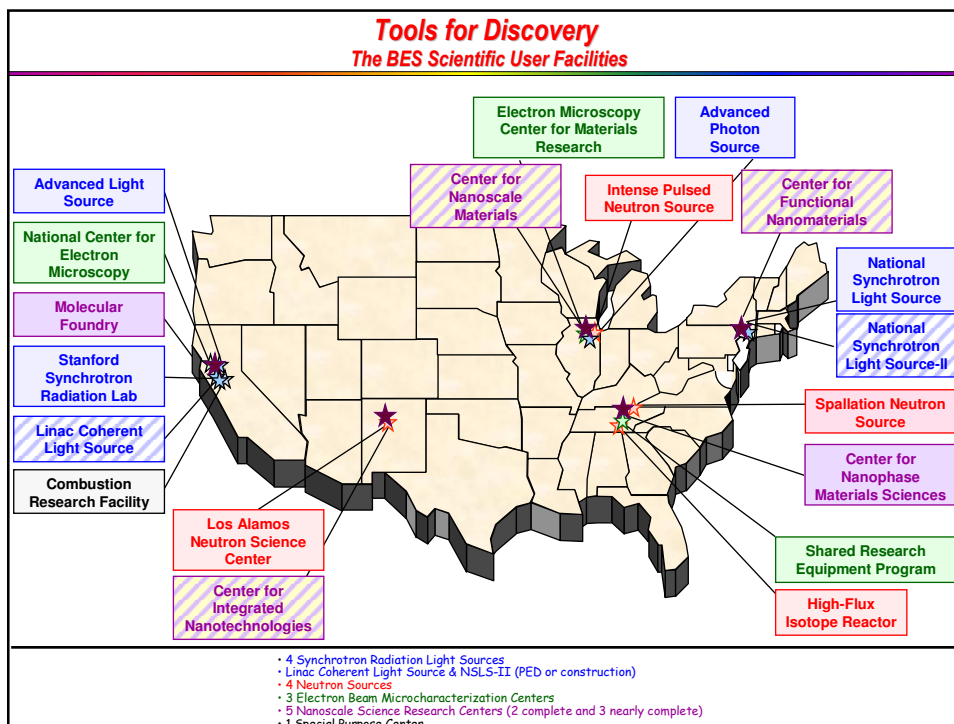 Tools for Discovery
The BES Scientific User Facilities
Electron Microscopy
Center for Materials
Research
Advanced
Photon
Source
Center for
Nanoscale
Materials
Intense Pulsed
Neutron Source
Center for
Functional
Nanomaterials
Advanced Light
Source
National Center for
Electron
Microscopy
Molecular
Foundry
Stanford
Synchrotron
Radiation Lab
Linac Coherent
Light Source
Combustion
Research Facility
National
Synchrotron
Light Source
National
Synchrotron
Light Source-II
Spallation Neutron
Source
Center for
Nanophase
Materials Sciences
Los Alamos
Neutron Science
Center
Center for
Integrated
Nanotechnologies
Shared Research
Equipment Program
High-Flux
Isotope Reactor
• 4 Synchrotron Radiation Light Sources
• Linac Coherent Light Source & NSLS-II (PED or construction)
• 4 Neutron Sources
• 3 Electron Beam Microcharacterization Centers
• 5 Nanoscale Science Research Centers (2 complete and 3 nearly complete)
• 1 Special Purpose Center